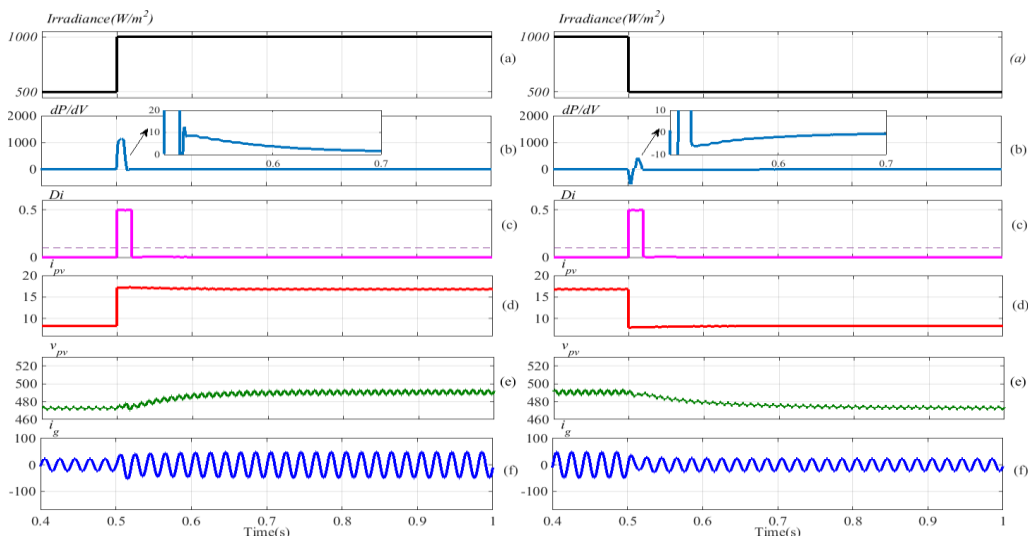 Irradiance(W/m²)
1000
500
(a)
dP/dV
2000
1000
0
20
10
0
0.6
0.7
(b)
Di
0.5
0
(c)
i_pv
20
15
10
(d)
v_pv
520
500
480
460
(e)
i_g
100
0
-100
(f)
0.4
0.5
0.6
0.7
0.8
0.9
1
Time(s)
Irradiance(W/m²)
1000
500
(a)
dP/dV
2000
1000
0
10
0
-10
0.6
0.7
(b)
Di
0.5
0
(c)
i_pv
20
15
10
(d)
v_pv
520
500
480
460
(e)
i_g
100
0
-100
(f)
0.4
0.5
0.6
0.7
0.8
0.9
1
Time(s)